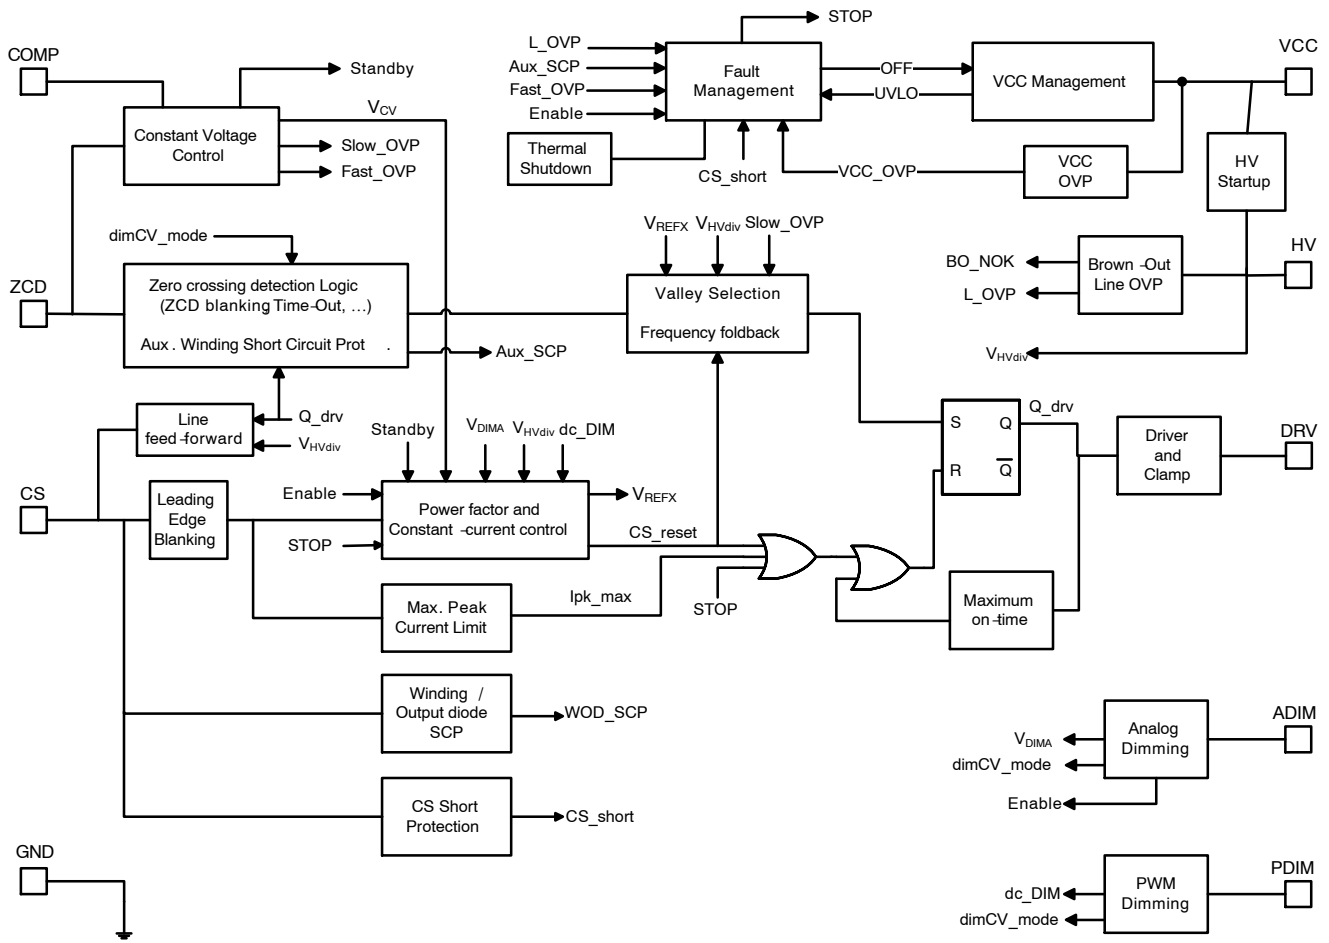 STOP
COMP
VCC
L_OVP
Aux_SCP
Fast_OVP
Enable
Fault
Management
OFF
UVLO
VCC Management
Standby
VCV
Constant Voltage
Control
Slow_OVP
Fast_OVP
Thermal
Shutdown
CS_short
VCC_OVP
VCC
OVP
HV
Startup
dimCV_mode
VREFX
VHVdiv
Slow_OVP
HV
BO_NOK
L_OVP
Brown -Out
Line OVP
VHVdiv
ZCD
Zero crossing detection Logic
(ZCD blanking Time-Out, ...)
Aux . Winding Short Circuit Prot .
Aux_SCP
Valley Selection
Frequency foldback
Line
feed -forward
Q_drv
VHVdiv
Standby
VDIMA
VHVdiv
dc_DIM
S
Q
R
Q
Q_drv
Driver
and
Clamp
DRV
CS
Leading
Edge
Blanking
Enable
STOP
Power factor and
Constant -current control
VREFX
CS_reset
STOP
Maximum
on -time
Max. Peak
Current Limit
Ipk_max
Winding /
Output diode
SCP
WOD_SCP
CS Short
Protection
CS_short
ADIM
Analog
Dimming
VDIMA
dimCV_mode
Enable
GND
PDIM
PWM
Dimming
dc_DIM
dimCV_mode